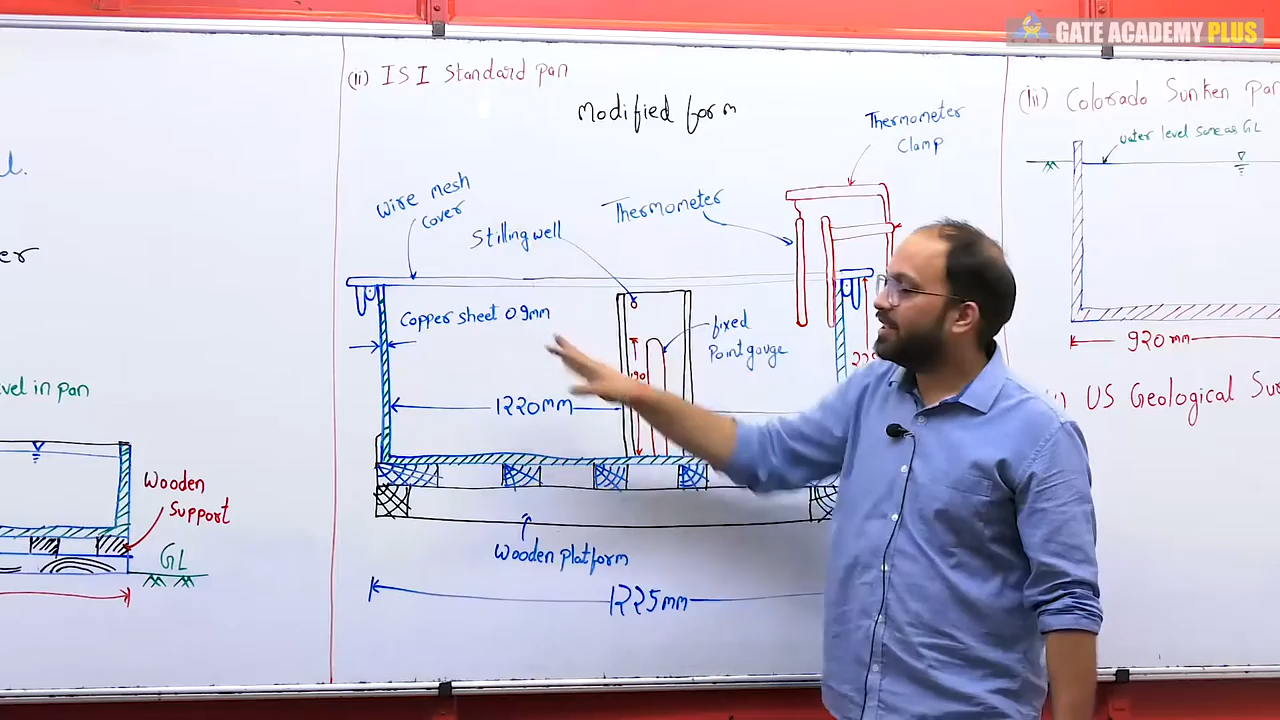 GATE ACADEMY PLUS
(ii) ISI Standard pan
Modified form
Thermometer
Clamp
Wire mesh
cover
Stilling well
Thermometer
Copper sheet 0.9mm
fixed
Point gauge
1220mm
Wooden platform
1225mm
vel in pan
Wooden
Support
GL
(iii) Colorado Sunken Pan
water level same as GL
920 mm
US Geological Su